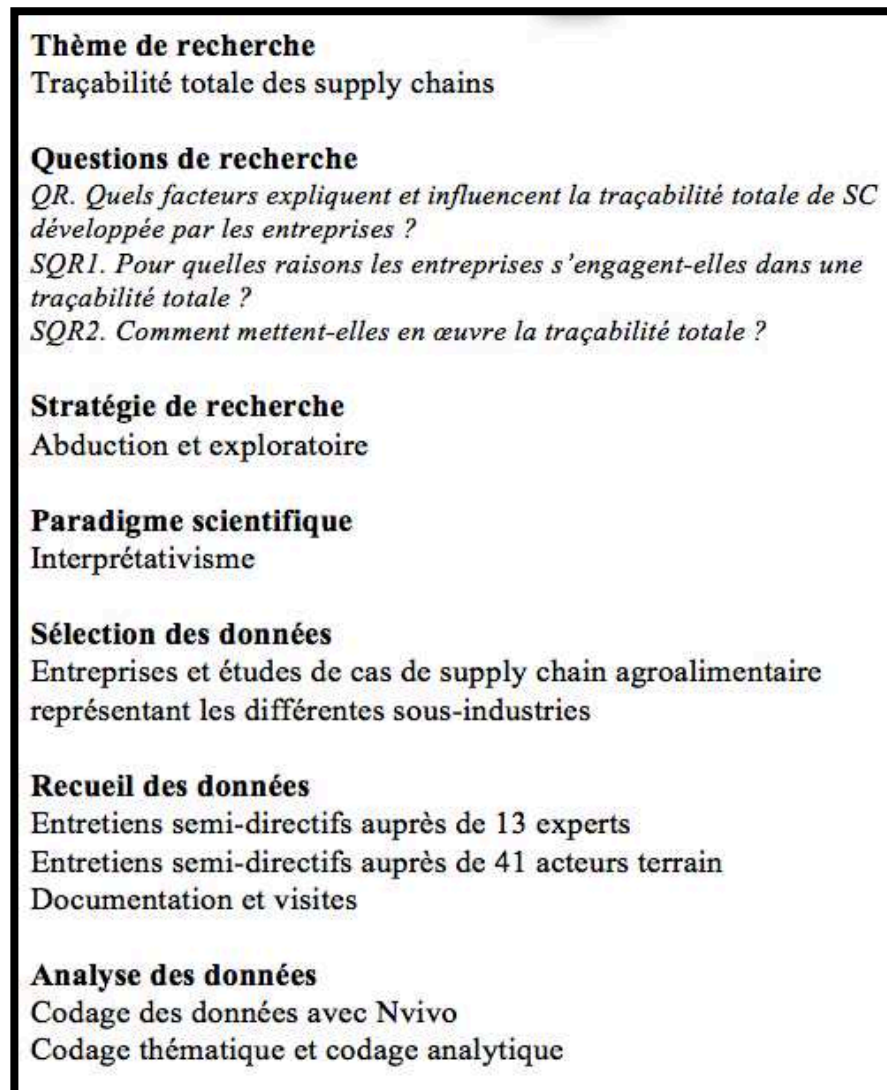 Thème de recherche
Traçabilité totale des supply chains
Questions de recherche
QR. Quels facteurs expliquent et influencent la traçabilité totale de SC
développée par les entreprises ?
SQR1. Pour quelles raisons les entreprises s'engagent-elles dans une
traçabilité totale ?
SQR2. Comment mettent-elles en œuvre la traçabilité totale ?
Stratégie de recherche
Abduction et exploratoire
Paradigme scientifique
Interprétativisme
Sélection des données
Entreprises et études de cas de supply chain agroalimentaire
représentant les différentes sous-industries
Recueil des données
Entretiens semi-directifs auprès de 13 experts
Entretiens semi-directifs auprès de 41 acteurs terrain
Documentation et visites
Analyse des données
Codage des données avec Nvivo
Codage thématique et codage analytique